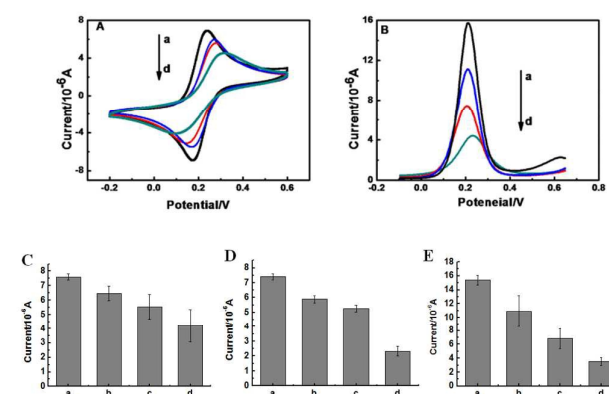 A
a
d
8
4
0
-4
-8
-0.2 0.0 0.2 0.4 0.6
Current/10⁻⁶A
Potential/V
B
a
d
16
12
8
4
0
-0.2 0.0 0.2 0.4 0.6 0.8
Current/10⁻⁶A
Poteneial/V
C
8
7
6
5
4
3
2
1
0
a b c d
Current/10⁻⁶A
D
8
7
6
5
4
3
2
1
0
a b c d
Current/10⁻⁶A
E
18
16
14
12
10
8
6
4
2
0
a b c d
Current/10⁻⁶A